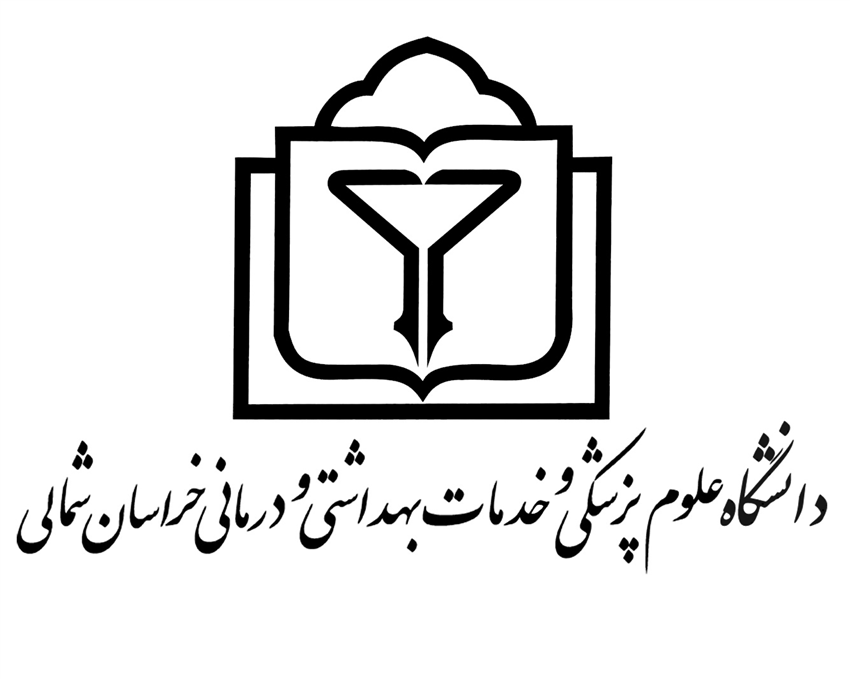 دانشگاه علوم پزشکی و خدمات بهداشتی و درمانی خراسان شمالی